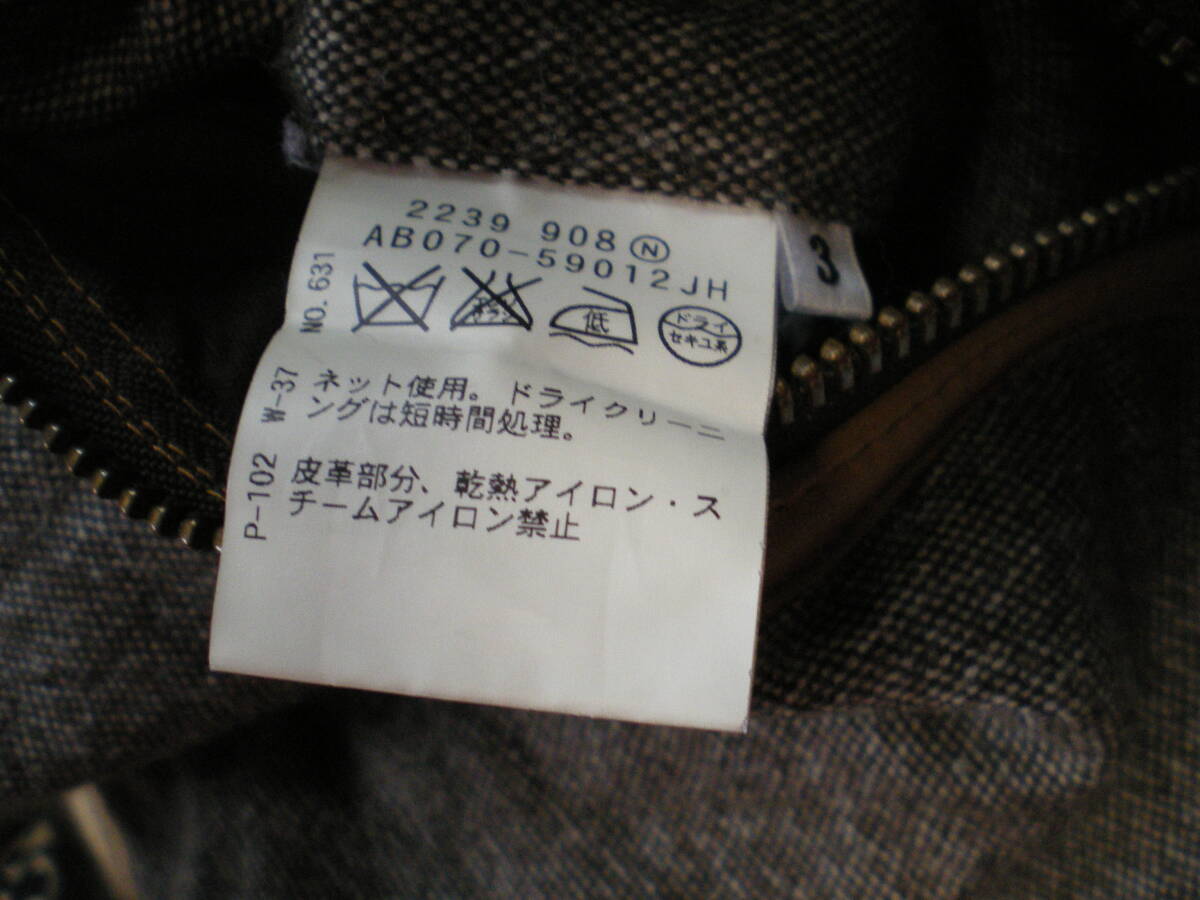 2239 908 Ⓝ
AB070-59012JH
3
NO. 631
低
ドライ
セキユ系
W-37
ネット使用。ドライクリーニ
ングは短時間処理。
P-102
皮革部分、乾熱アイロン・ス
チームアイロン禁止